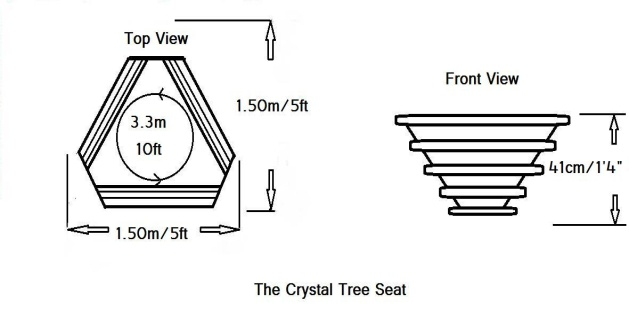 Top View
Front View
1.50m/5ft
3.3m
10ft
41cm/1'4"
1.50m/5ft
The Crystal Tree Seat